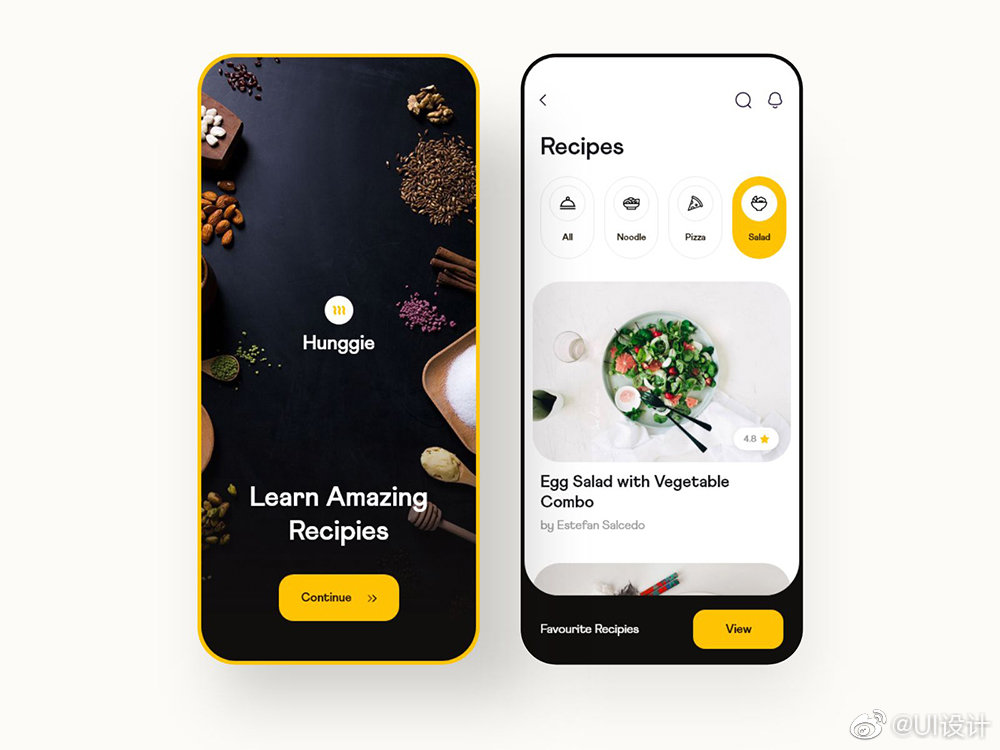 Hunggie
Learn Amazing
Recipies
Continue
Recipes
All
Noodle
Pizza
Salad
4.8
Egg Salad with Vegetable
Combo
by Estefan Salcedo
Favourite Recipies
View
@UI设计